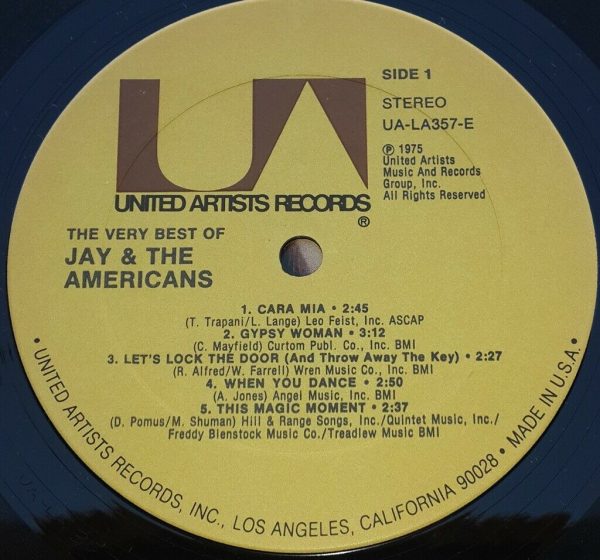 UA
SIDE 1
STEREO
UA-LA357-E
℗ 1975
United Artists
Music And Records
Group, Inc.
All Rights Reserved
UNITED ARTISTS RECORDS
®
THE VERY BEST OF
JAY & THE
AMERICANS
1. CARA MIA • 2:45
(T. Trapani/L. Lange) Leo Feist, Inc. ASCAP
2. GYPSY WOMAN • 3:12
(C. Mayfield) Curtom Publ. Co., Inc. BMI
3. LET'S LOCK THE DOOR (And Throw Away The Key) • 2:27
(R. Alfred/W. Farrell) Wren Music Co., Inc. BMI
4. WHEN YOU DANCE • 2:50
(A. Jones) Angel Music, Inc. BMI
5. THIS MAGIC MOMENT • 2:37
(D. Pomus/M. Shuman) Hill & Range Songs, Inc./Quintet Music, Inc./
Freddy Bienstock Music Co./Treadlew Music BMI
• UNITED ARTISTS RECORDS, INC., LOS ANGELES, CALIFORNIA 90028 • MADE IN U.S.A. •